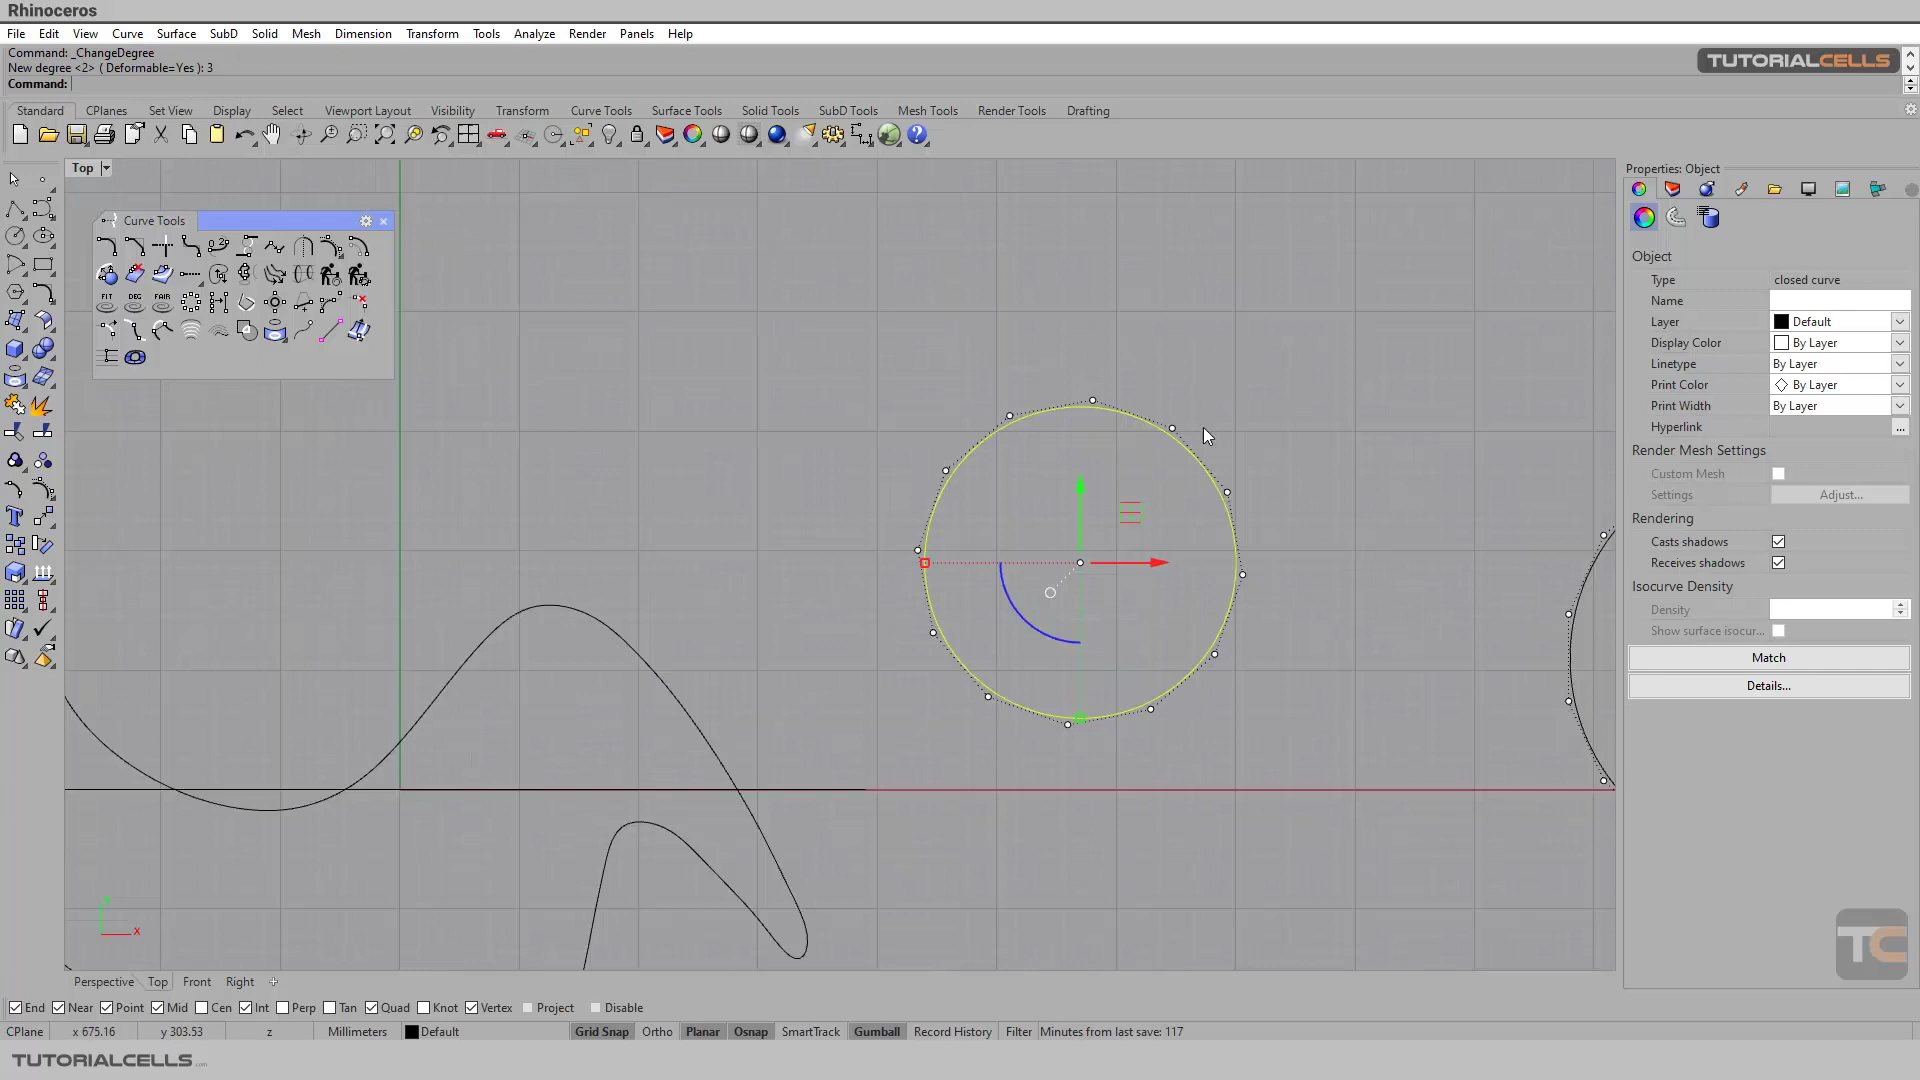 Rhinoceros
File Edit View Curve Surface SubD Solid Mesh Dimension Transform Tools Analyze Render Panels Help
Command: _ChangeDegree
New degree <2> ( Deformable=Yes ): 3
Command:
TUTORIALCELLS
Standard CPlanes Set View Display Select Viewport Layout Visibility Transform Curve Tools Surface Tools Solid Tools SubD Tools Mesh Tools Render Tools Drafting
Top
Curve Tools
FIT DEG FAIR
Properties: Object
Object
Type closed curve
Name
Layer Default
Display Color By Layer
Linetype By Layer
Print Color By Layer
Print Width By Layer
Hyperlink ...
Render Mesh Settings
Custom Mesh
Settings Adjust...
Rendering
Casts shadows
Receives shadows
Isocurve Density
Density
Show surface isocur...
Match
Details...
y
x
TC
Perspective Top Front Right
End Near Point Mid Cen Int Perp Tan Quad Knot Vertex Project Disable
CPlane x 675.16 y 303.53 z Millimeters Default Grid Snap Ortho Planar Osnap SmartTrack Gumball Record History Filter Minutes from last save: 117
TUTORIALCELLS